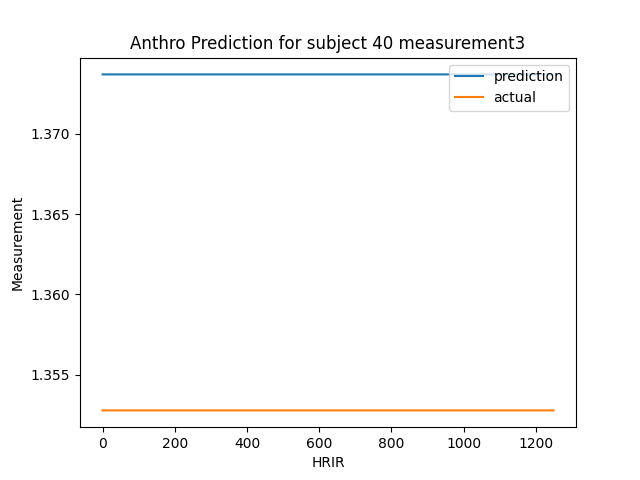 Anthro Prediction for subject 40 measurement3
prediction
actual
1.370
1.365
1.360
1.355
Measurement
0 200 400 600 800 1000 1200
HRIR